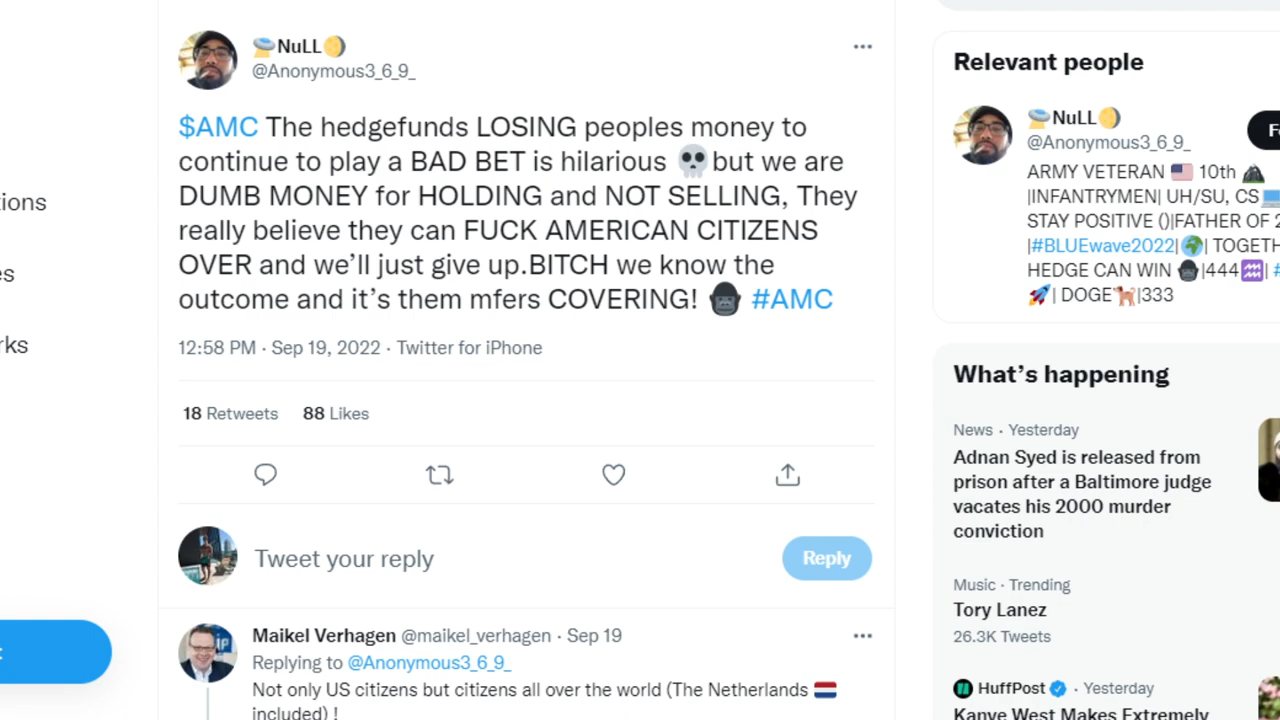 🛸NuLL🌖
@Anonymous3_6_9_
$AMC The hedgefunds LOSING peoples money to
continue to play a BAD BET is hilarious 💀but we are
DUMB MONEY for HOLDING and NOT SELLING, They
really believe they can FUCK AMERICAN CITIZENS
OVER and we’ll just give up.BITCH we know the
outcome and it’s them mfers COVERING! 🦍 #AMC
12:58 PM · Sep 19, 2022 · Twitter for iPhone
18 Retweets 88 Likes
Tweet your reply
Reply
Maikel Verhagen @maikel_verhagen · Sep 19
Replying to @Anonymous3_6_9_
Not only US citizens but citizens all over the world (The Netherlands 🇳🇱
included) !
Relevant people
🛸NuLL🌖
@Anonymous3_6_9_
ARMY VETERAN 🇺🇸 10th 🏔
|INFANTRYMEN| UH/SU, CS💻
STAY POSITIVE ()|FATHER OF 2
|#BLUEwave2022|🌍| TOGETH
HEDGE CAN WIN 🦍|444♒| #
🚀| DOGE🐕|333
What’s happening
News · Yesterday
Adnan Syed is released from
prison after a Baltimore judge
vacates his 2000 murder
conviction
Music · Trending
Tory Lanez
26.3K Tweets
HuffPost · Yesterday
Kanye West Makes Extremely